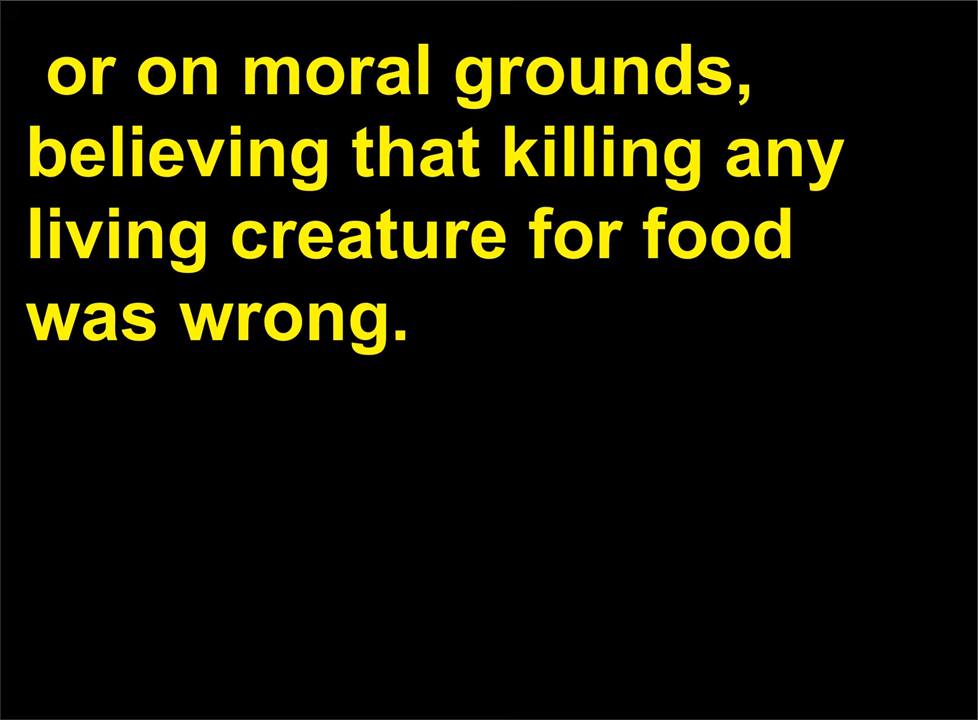 or on moral grounds,
believing that killing any
living creature for food
was wrong.